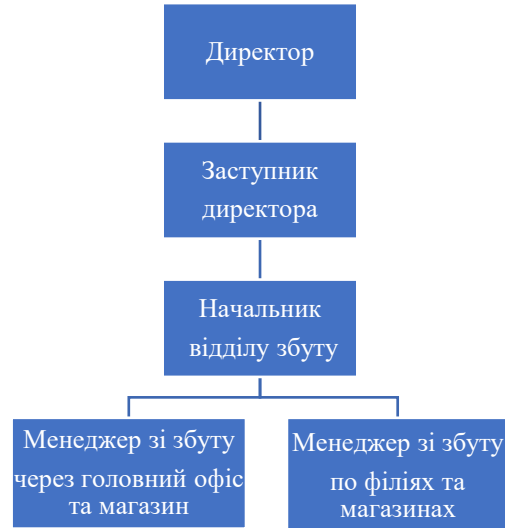 Директор
Заступник
директора
Начальник
відділу збуту
Менеджер зі збуту
через головний офіс
та магазин
Менеджер зі збуту
по філіях та
магазинах